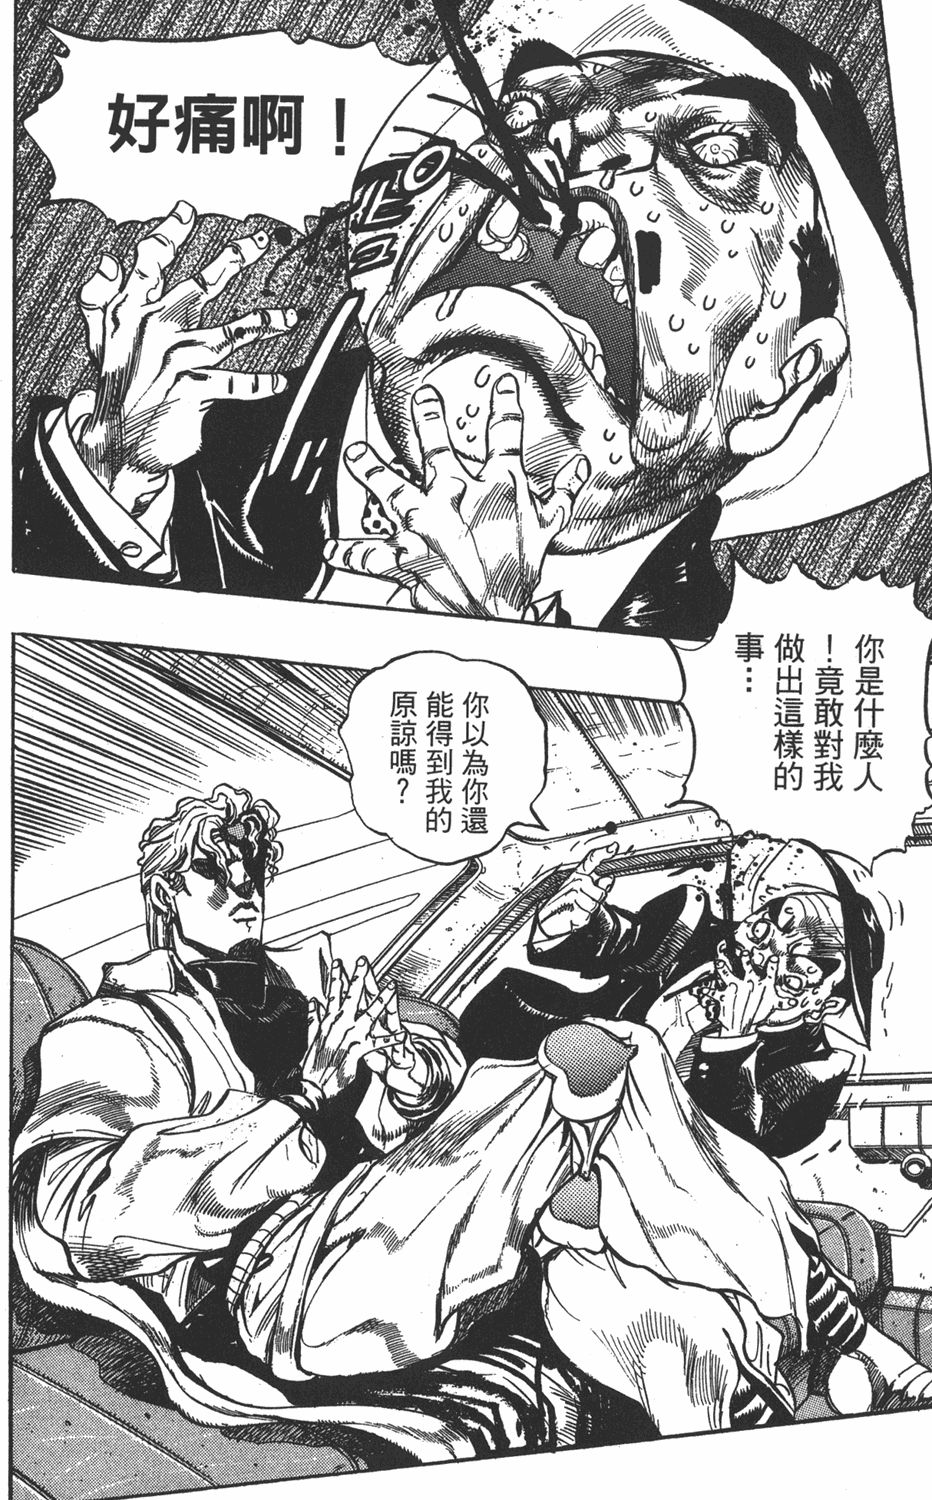 好痛啊！
你是什麼人
！竟敢對我
做出這樣的
事…
你以為你還
能得到我的
原諒嗎？